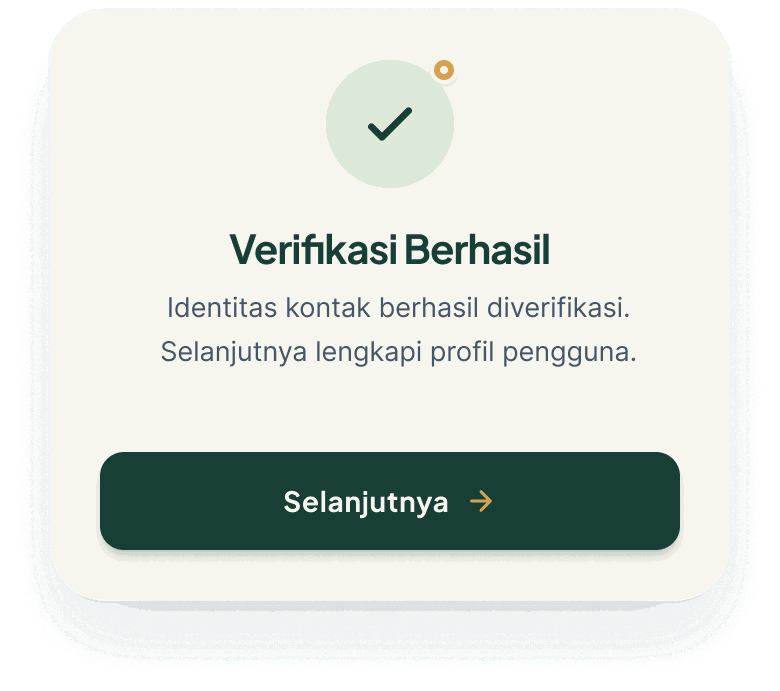 Verifikasi Berhasil
Identitas kontak berhasil diverifikasi.
Selanjutnya lengkapi profil pengguna.
Selanjutnya